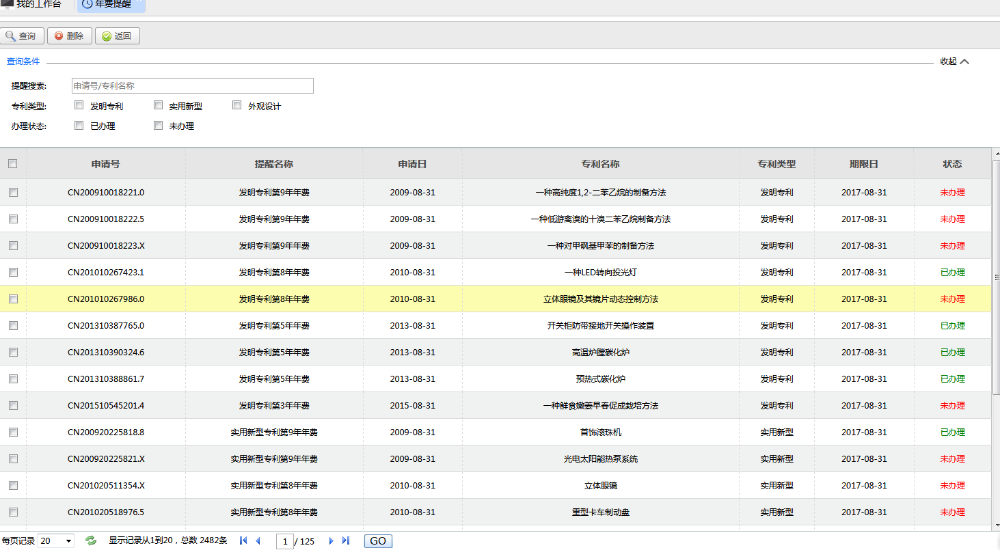 我的工作台 年费提醒
查询 删除 返回
查询条件 收起
提醒搜索: 申请号/专利名称
专利类型: 发明专利 实用新型 外观设计
办理状态: 已办理 未办理
申请号 提醒名称 申请日 专利名称 专利类型 期限日 状态
CN200910018221.0 发明专利第9年年费 2009-08-31 一种高纯度1,2-二苯乙烷的制备方法 发明专利 2017-08-31 未办理
CN200910018222.5 发明专利第9年年费 2009-08-31 一种低游离溴的十溴二苯乙烷制备方法 发明专利 2017-08-31 未办理
CN200910018223.X 发明专利第9年年费 2009-08-31 一种对甲砜基甲苯的制备方法 发明专利 2017-08-31 未办理
CN201010267423.1 发明专利第8年年费 2010-08-31 一种LED转向投光灯 发明专利 2017-08-31 已办理
CN201010267986.0 发明专利第8年年费 2010-08-31 立体眼镜及其镜片动态控制方法 发明专利 2017-08-31 未办理
CN201310387765.0 发明专利第5年年费 2013-08-31 开关柜防带接地开关操作装置 发明专利 2017-08-31 已办理
CN201310390324.6 发明专利第5年年费 2013-08-31 高温炉膛碳化炉 发明专利 2017-08-31 已办理
CN201310388861.7 发明专利第5年年费 2013-08-31 预热式碳化炉 发明专利 2017-08-31 已办理
CN201510545201.4 发明专利第3年年费 2015-08-31 一种鲜食嫩姜早春促成栽培方法 发明专利 2017-08-31 未办理
CN200920225818.8 实用新型专利第9年年费 2009-08-31 首饰滚珠机 实用新型 2017-08-31 已办理
CN200920225821.X 实用新型专利第9年年费 2009-08-31 光电太阳能热泵系统 实用新型 2017-08-31 未办理
CN201020511354.X 实用新型专利第8年年费 2010-08-31 立体眼镜 实用新型 2017-08-31 未办理
CN201020518976.5 实用新型专利第8年年费 2010-08-31 重型卡车制动盘 实用新型 2017-08-31 未办理
每页记录 20 显示记录从1到20，总数 2482条 1 / 125 GO